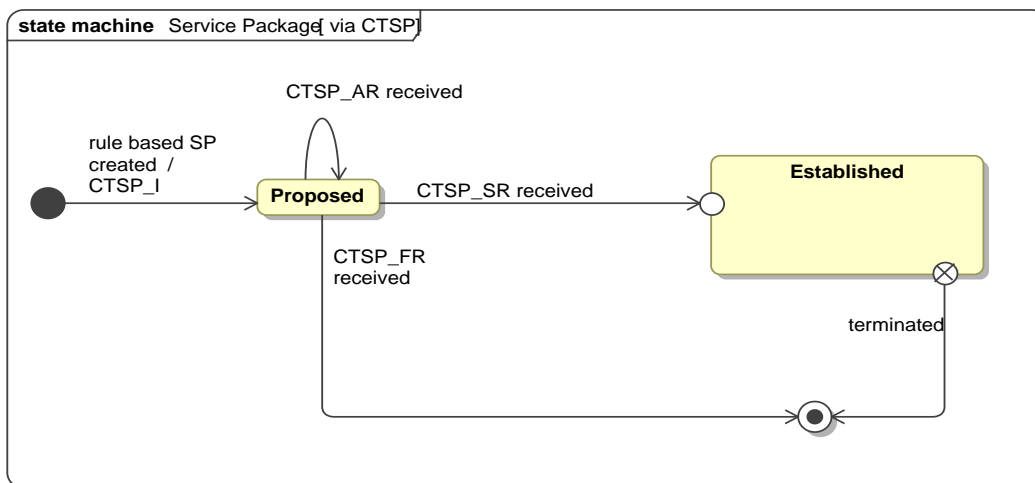 state machine Service Package[ via CTSP]
CTSP_AR received
rule based SP
created /
CTSP_I
Proposed
CTSP_SR received
Established
CTSP_FR
received
terminated